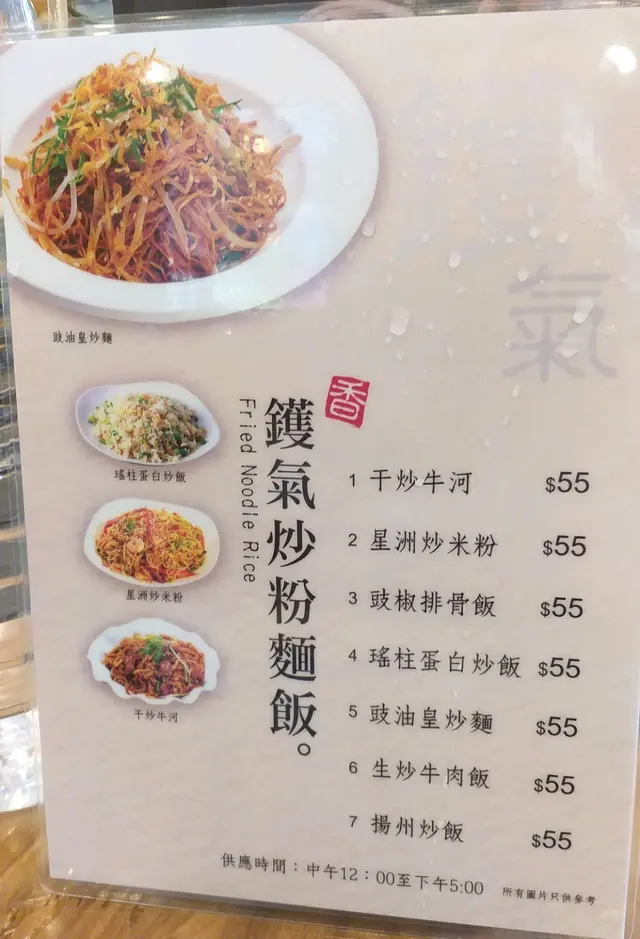 氣
豉油皇炒麵
瑤柱蛋白炒飯
星洲炒米粉
干炒牛河
香
鑊氣炒粉麵飯。
Fried Noodle Rice
1 干炒牛河 $55
2 星洲炒米粉 $55
3 豉椒排骨飯 $55
4 瑤柱蛋白炒飯 $55
5 豉油皇炒麵 $55
6 生炒牛肉飯 $55
7 揚州炒飯 $55
供應時間：中午12：00至下午5:00
所有圖片只供參考